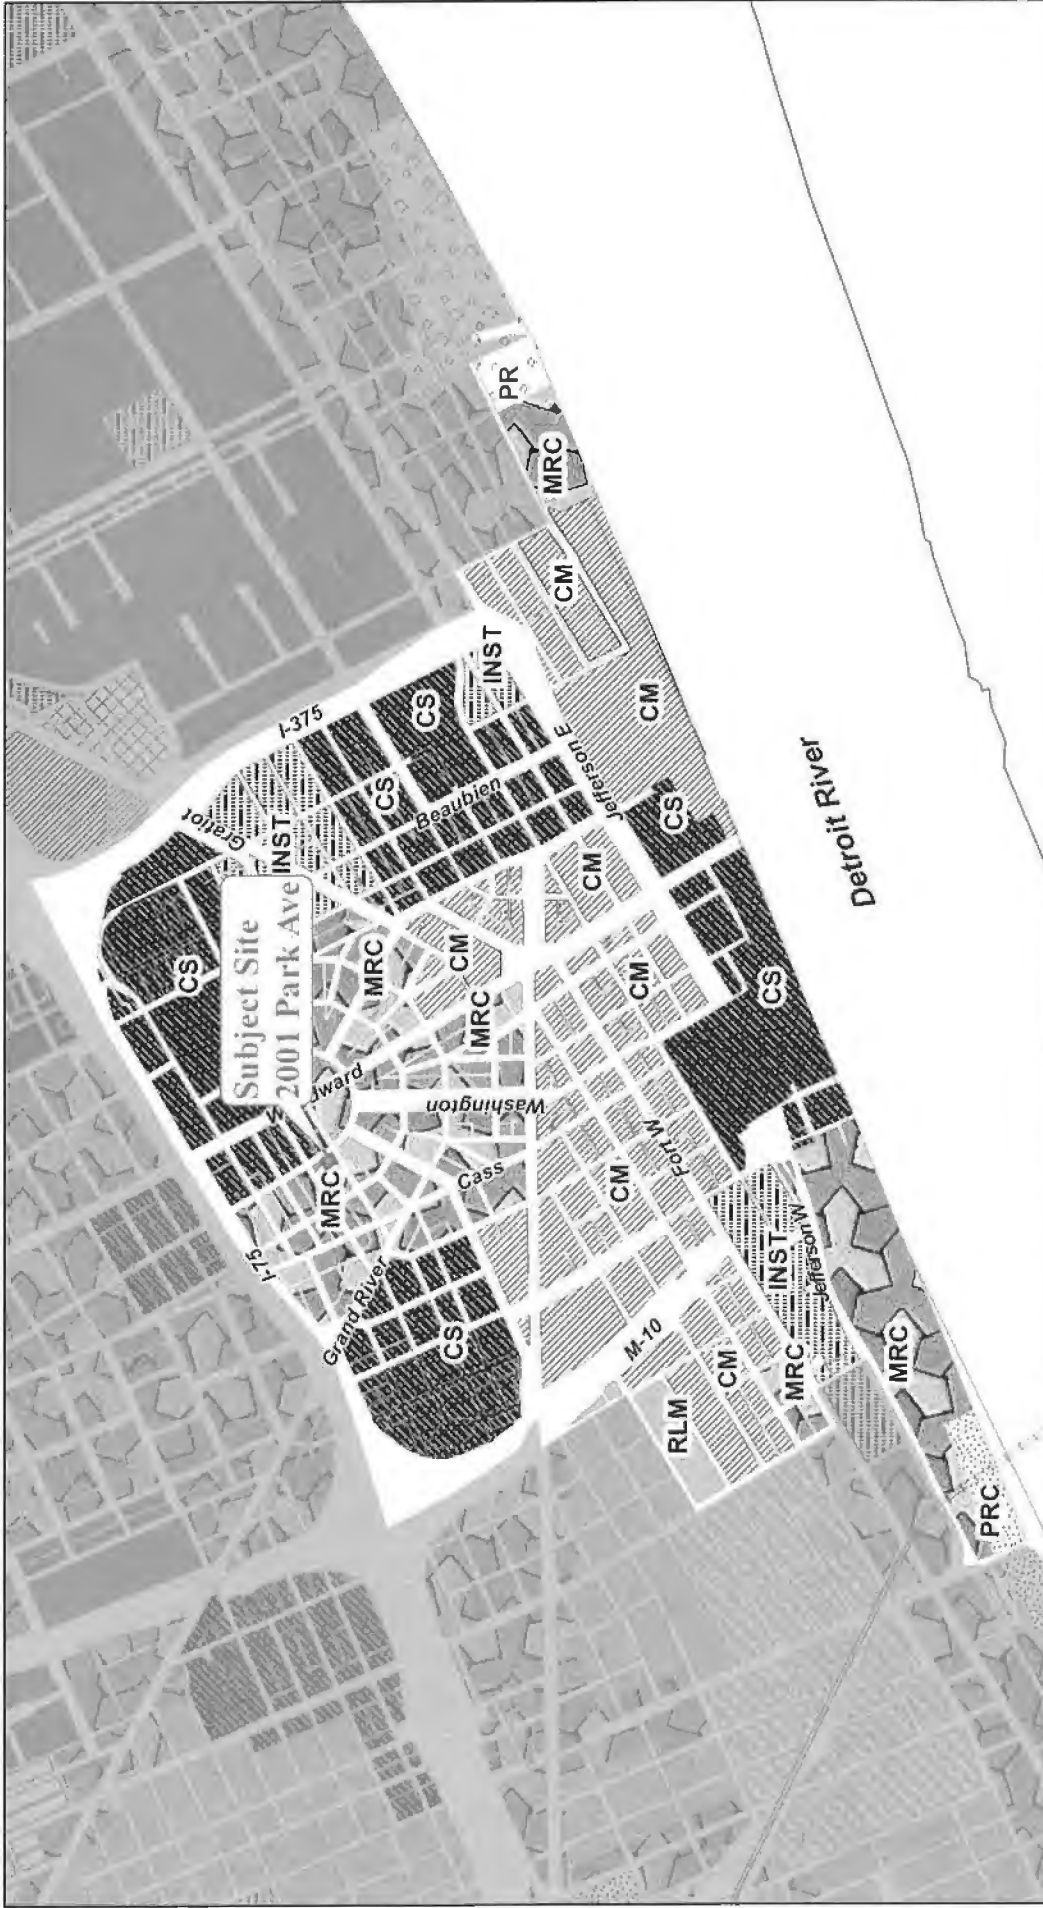 I-75
Grand River
CS
MRC
Cass
Washington
Subject Site
2001 Park Ave
CS
Gratiot
INST
I-375
MRC
CM
MRC
CS
Beaubien
CS
INST
Jefferson E
CM
CM
CM
Fort W
M-10
RLM
CM
MRC
INST
Jefferson W
MRC
PRC
CS
CS
CM
CM
MRC
PR
Detroit River